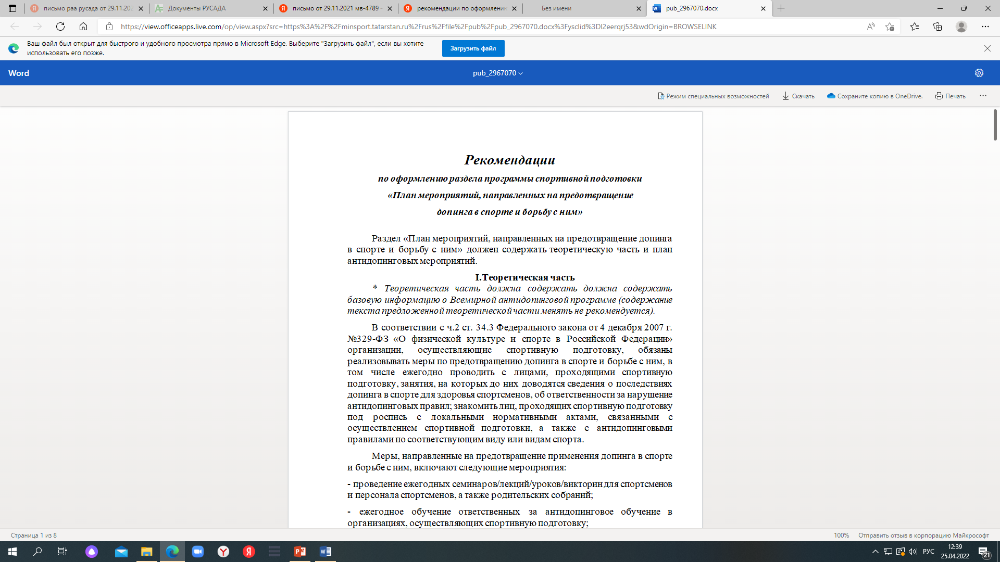 письмо раа русада от 29.11.202
Документы РУСАДА
письмо от 29.11.2021 мв-4789 -
рекомендации по оформлени
Без имени
pub_2967070.docx
https://view.officeapps.live.com/op/view.aspx?src=https%3A%2F%2Fminsport.tatarstan.ru%2Frus%2Ffile%2Fpub%2Fpub_2967070.docx%3Fysclid%3Dl2eerqrj53&wdOrigin=BROWSELINK
Ваш файл был открыт для быстрого и удобного просмотра прямо в Microsoft Edge. Выберите "Загрузить файл", если вы хотите
использовать его позже.
Загрузить файл
Word
pub_2967070
Режим специальных возможностей
Скачать
Сохраните копию в OneDrive.
Печать
Рекомендации
по оформлению раздела программы спортивной подготовки
«План мероприятий, направленных на предотвращение
допинга в спорте и борьбу с ним»
Раздел «План мероприятий, направленных на предотвращение допинга
в спорте и борьбу с ним» должен содержать теоретическую часть и план
антидопинговых мероприятий.
I.Теоретическая часть
* Теоретическая часть должна содержать должна содержать
базовую информацию о Всемирной антидопинговой программе (содержание
текста предложенной теоретической части менять не рекомендуется).
В соответствии с ч.2 ст. 34.3 Федерального закона от 4 декабря 2007 г.
№329-ФЗ «О физической культуре и спорте в Российской Федерации»
организации, осуществляющие спортивную подготовку, обязаны
реализовывать меры по предотвращению допинга в спорте и борьбе с ним, в
том числе ежегодно проводить с лицами, проходящими спортивную
подготовку, занятия, на которых до них доводятся сведения о последствиях
допинга в спорте для здоровья спортсменов, об ответственности за нарушение
антидопинговых правил; знакомить лиц, проходящих спортивную подготовку
под роспись с локальными нормативными актами, связанными с
осуществлением спортивной подготовки, а также с антидопинговыми
правилами по соответствующим виду или видам спорта.
Меры, направленные на предотвращение применения допинга в спорте
и борьбе с ним, включают следующие мероприятия:
- проведение ежегодных семинаров/лекций/уроков/викторин для спортсменов
и персонала спортсменов, а также родительских собраний;
- ежегодное обучение ответственных за антидопинговое обучение в
организациях, осуществляющих спортивную подготовку;
Страница 1 из 8
100%
Отправить отзыв в корпорацию Майкрософт
РУС
12:39
25.04.2022
21